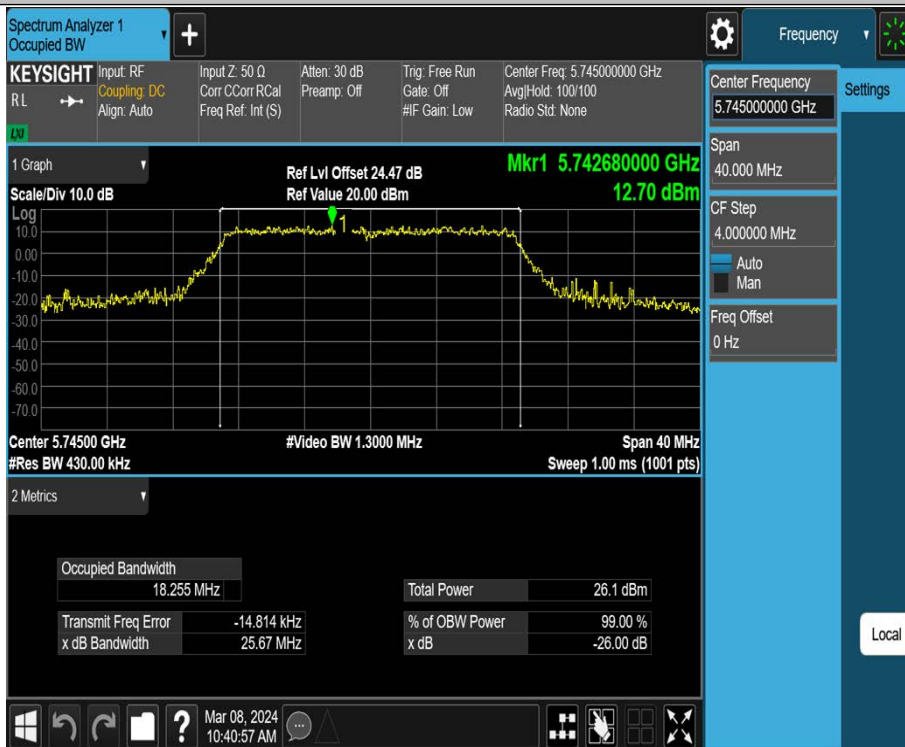 Spectrum Analyzer 1
Occupied BW
+
Frequency
KEYSIGHT
R L
LXI
Input: RF
Coupling: DC
Align: Auto
Input Z: 50 Ω
Corr CCorr RCal
Freq Ref: Int (S)
Atten: 30 dB
Preamp: Off
Trig: Free Run
Gate: Off
#IF Gain: Low
Center Freq: 5.745000000 GHz
Avg|Hold: 100/100
Radio Std: None
Center Frequency
5.745000000 GHz
Settings
Span
40.000 MHz
CF Step
4.000000 MHz
Auto
Man
Freq Offset
0 Hz
Local
1 Graph
Scale/Div 10.0 dB
Ref Lvl Offset 24.47 dB
Ref Value 20.00 dBm
Mkr1 5.742680000 GHz
12.70 dBm
Log
1
10.0
0.00
-10.0
-20.0
-30.0
-40.0
-50.0
-60.0
-70.0
Center 5.74500 GHz
#Video BW 1.3000 MHz
Span 40 MHz
#Res BW 430.00 kHz
Sweep 1.00 ms (1001 pts)
2 Metrics
Occupied Bandwidth
18.255 MHz
Total Power 26.1 dBm
Transmit Freq Error -14.814 kHz
% of OBW Power 99.00 %
x dB Bandwidth 25.67 MHz
x dB -26.00 dB
?
Mar 08, 2024
10:40:57 AM